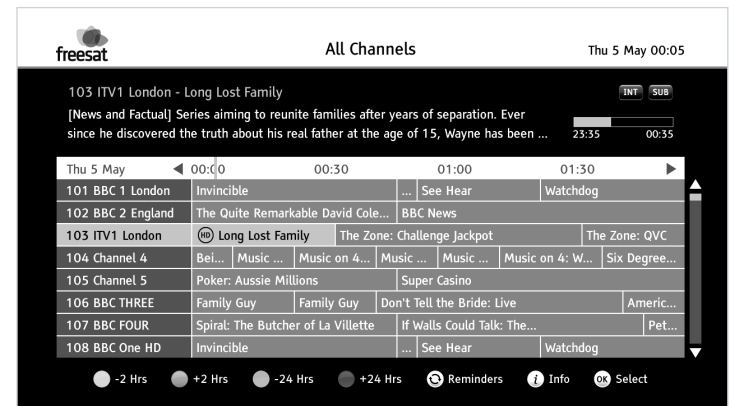 freesat
All Channels
Thu 5 May 00:05
103 ITV1 London - Long Lost Family
INT SUB
[News and Factual] Series aiming to reunite families after years of separation. Ever
since he discovered the truth about his real father at the age of 15, Wayne has been ...
23:35 00:35
Thu 5 May 00:00 00:30 01:00 01:30
101 BBC 1 London Invincible ... See Hear Watchdog
102 BBC 2 England The Quite Remarkable David Cole... BBC News
103 ITV1 London HD Long Lost Family The Zone: Challenge Jackpot The Zone: QVC
104 Channel 4 Bei... Music ... Music on 4... Music ... Music ... Music on 4: W... Six Degree...
105 Channel 5 Poker: Aussie Millions Super Casino
106 BBC THREE Family Guy Family Guy Don't Tell the Bride: Live Americ...
107 BBC FOUR Spiral: The Butcher of La Villette If Walls Could Talk: The... Pet...
108 BBC One HD Invincible ... See Hear Watchdog
-2 Hrs +2 Hrs -24 Hrs +24 Hrs Reminders i Info OK Select